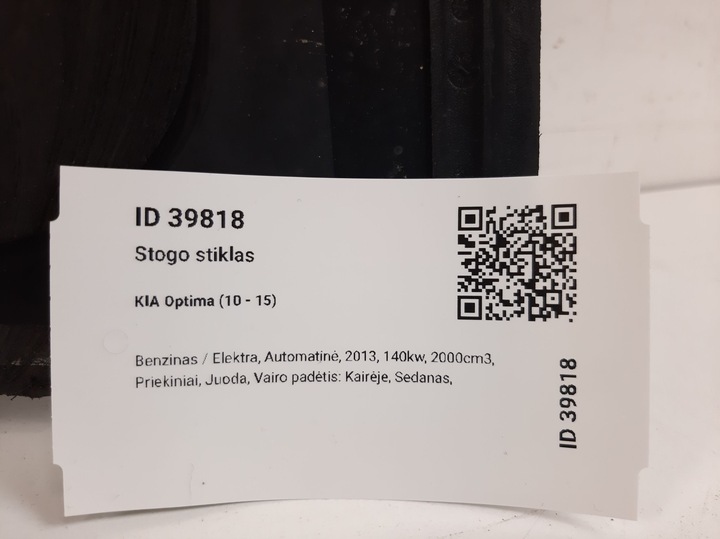 ID 39818
Stogo stiklas
KIA Optima (10 - 15)
Benzinas / Elektra, Automatinė, 2013, 140kw, 2000cm3,
Priekiniai, Juoda, Vairo padėtis: Kairėje, Sedanas,
ID 39818